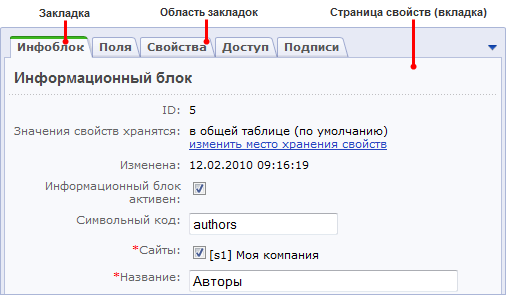 Закладка Область закладок Страница свойств (вкладка)
Инфоблок Поля Свойства Доступ Подписи
Информационный блок
ID: 5
Значения свойств хранятся: в общей таблице (по умолчанию)
изменить место хранения свойств
Изменена: 12.02.2010 09:16:19
Информационный блок
активен:
Символьный код: authors
*Сайты: [s1] Моя компания
*Название: Авторы